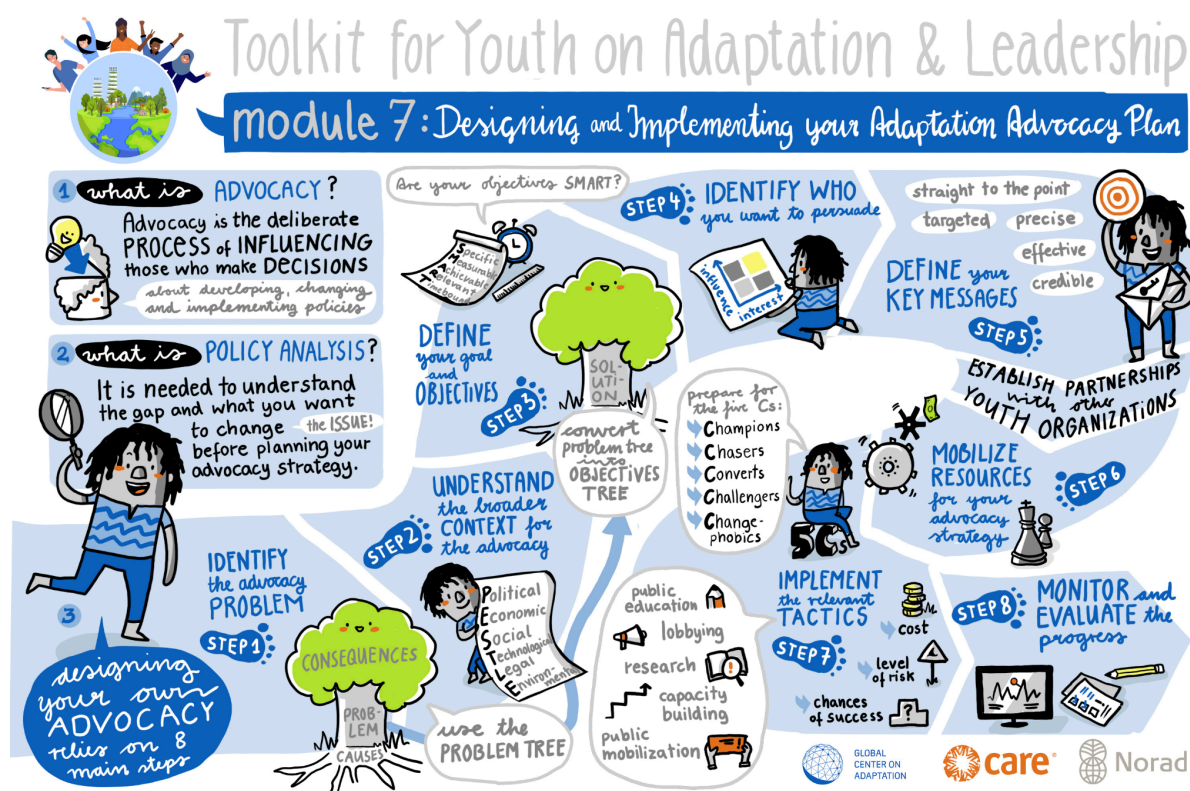 Toolkit for Youth on Adaptation & Leadership
module 7: Designing and Implementing your Adaptation Advocacy Plan
1 what is ADVOCACY?
Advocacy is the deliberate
PROCESS of INFLUENCING
those who make DECISIONS
about developing, changing
and implementing policies
2 what is POLICY ANALYSIS?
It is needed to understand
the gap and what you want
to change
the ISSUE!
before planning your
advocacy strategy.
3
designing
your own
ADVOCACY
relies on 8
main steps
IDENTIFY
the advocacy
PROBLEM
STEP 1
CONSEQUENCES
PROB-
LEM
CAUSES
use the
PROBLEM TREE
UNDERSTAND
the broader
CONTEXT for
the advocacy
STEP 2
Political
Economic
Social
Technological
Legal
Environmental
Are your objectives SMART?
Specific
Measurable
Achievable
Relevant
Timebound
DEFINE
your goal
and
OBJECTIVES
STEP 3
SOL-
UTI-
ON
convert
problem tree
into
OBJECTIVES
TREE
STEP 4
IDENTIFY WHO
you want to persuade
influence
interest
straight to the point
targeted
precise
effective
credible
DEFINE your
KEY MESSAGES
STEP 5
ESTABLISH PARTNERSHIPS
with other
YOUTH ORGANIZATIONS
prepare for
the five Cs:
Champions
Chasers
Converts
Challengers
Change-
phobics
5Cs
MOBILIZE
RESOURCES
for your
advocacy
strategy
STEP 6
IMPLEMENT
the relevant
TACTICS
STEP 7
cost
level
of risk
chances
of success
?
public
education
lobbying
research
!
capacity
building
public
mobilization
STEP 8
MONITOR and
EVALUATE the
progress
GLOBAL
CENTER ON
ADAPTATION
care®
Norad